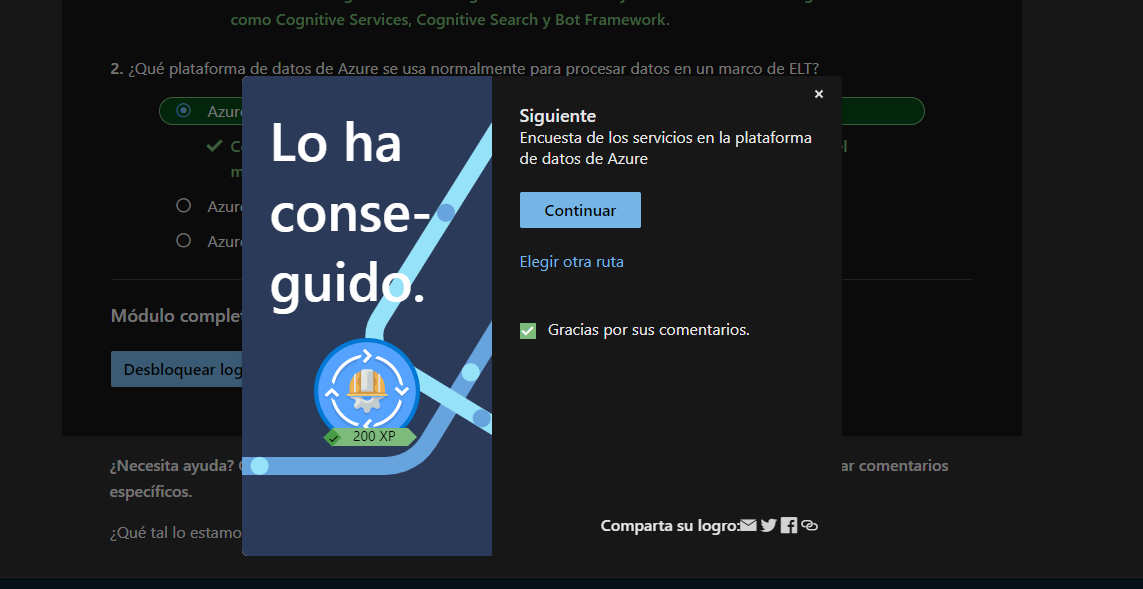 como Cognitive Services, Cognitive Search y Bot Framework.
2. ¿Qué plataforma de datos de Azure se usa normalmente para procesar datos en un marco de ELT?
Azure
Azure
Azure
Módulo complet
Desbloquear log
Lo ha
conse-
guido.
200 XP
Siguiente
Encuesta de los servicios en la plataforma
de datos de Azure
Continuar
Elegir otra ruta
Gracias por sus comentarios.
Comparta su logro:
¿Necesita ayuda?
ar comentarios
específicos.
¿Qué tal lo estamo